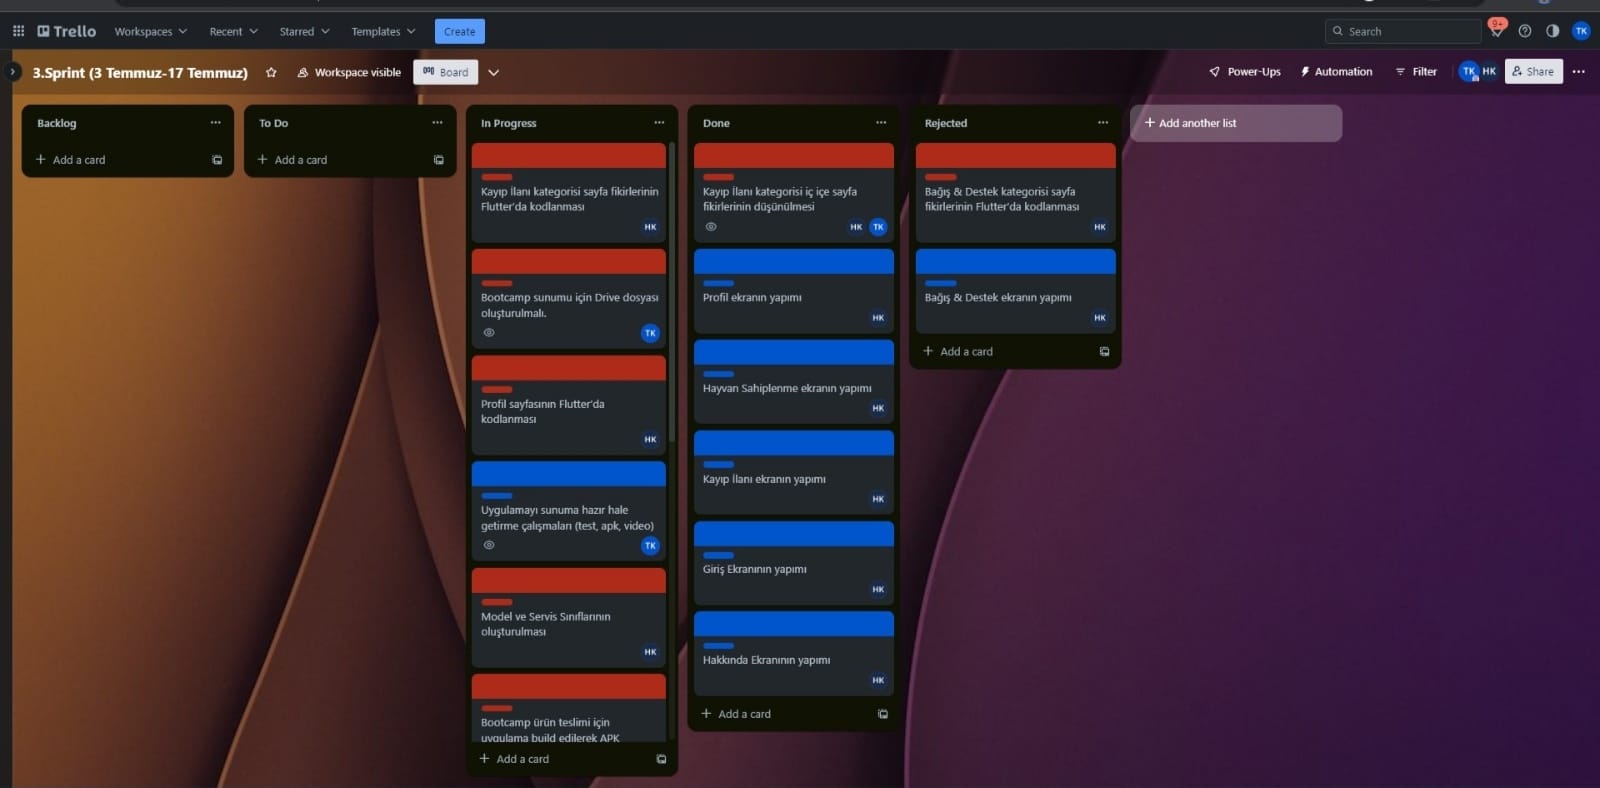 Trello
Workspaces
Recent
Starred
Templates
Create
Search
9+
TK
3.Sprint (3 Temmuz-17 Temmuz)
Workspace visible
Board
Power-Ups
Automation
Filter
TK
HK
Share
Backlog
Add a card
To Do
Add a card
In Progress
Kayıp İlanı kategorisi sayfa fikirlerinin
Flutter'da kodlanması
HK
Bootcamp sunumu için Drive dosyası
oluşturulmalı.
TK
Profil sayfasının Flutter'da
kodlanması
HK
Uygulamayı sunuma hazır hale
getirme çalışmaları (test, apk, video)
TK
Model ve Servis Sınıflarının
oluşturulması
HK
Bootcamp ürün teslimi için
uygulama build edilerek APK
Add a card
Done
Kayıp İlanı kategorisi iç içe sayfa
fikirlerinin düşünülmesi
HK
TK
Profil ekranın yapımı
HK
Hayvan Sahiplenme ekranın yapımı
HK
Kayıp İlanı ekranın yapımı
HK
Giriş Ekranının yapımı
HK
Hakkında Ekranının yapımı
HK
Add a card
Rejected
Bağış & Destek kategorisi sayfa
fikirlerinin Flutter'da kodlanması
HK
Bağış & Destek ekranın yapımı
HK
Add a card
Add another list